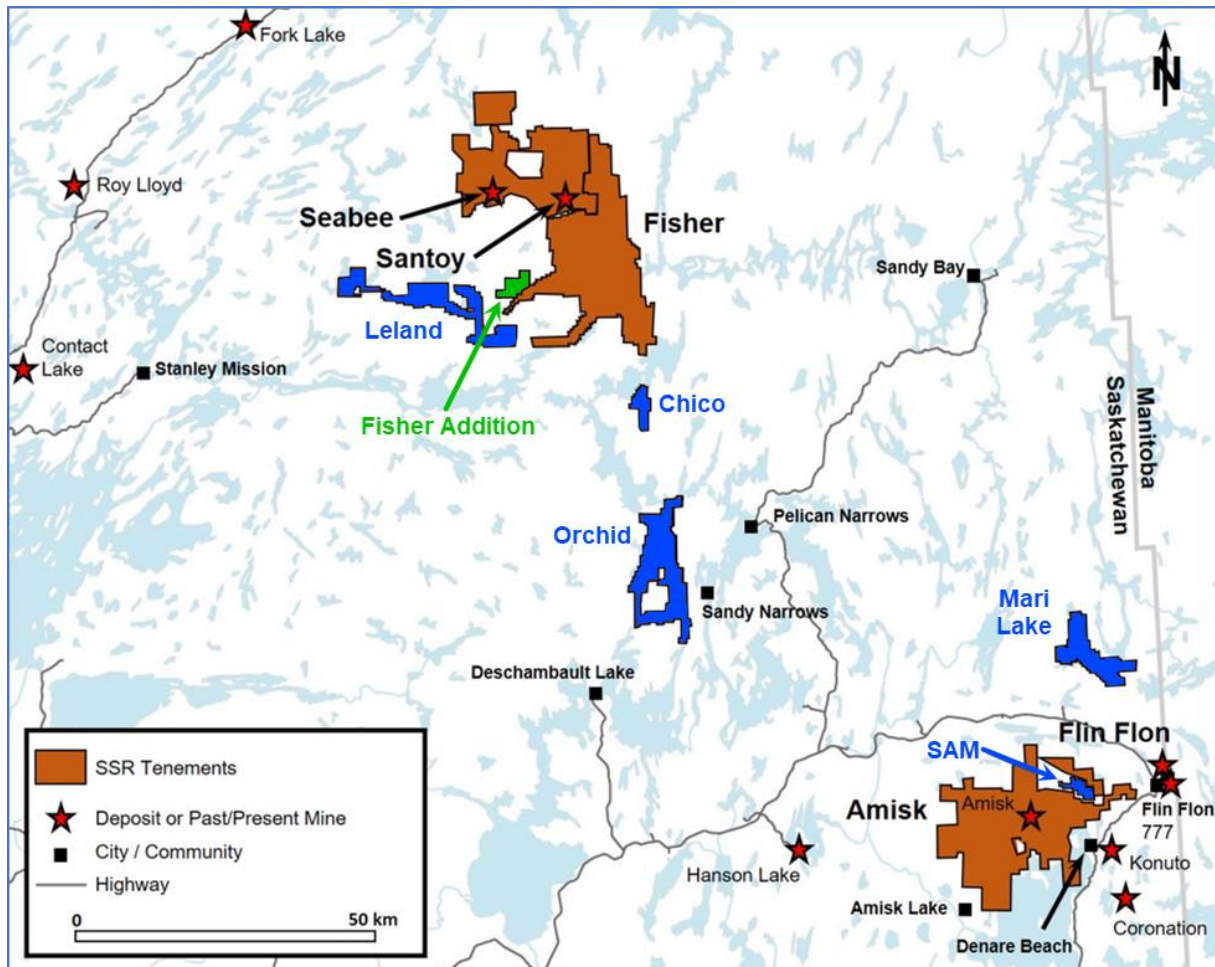 Fork Lake
N
Roy Lloyd
Seabee
Fisher
Santoy
Sandy Bay
Leland
Contact
Lake
Stanley Mission
Manitoba
Saskatchewan
Chico
Fisher Addition
Pelican Narrows
Orchid
Sandy Narrows
Mari
Lake
Deschambault Lake
Flin Flon
SAM
SSR Tenements
Amisk
Amisk
Flin Flon
777
Deposit or Past/Present Mine
City / Community
Konuto
Hanson Lake
Highway
0
50 km
Amisk Lake
Coronation
Denare Beach